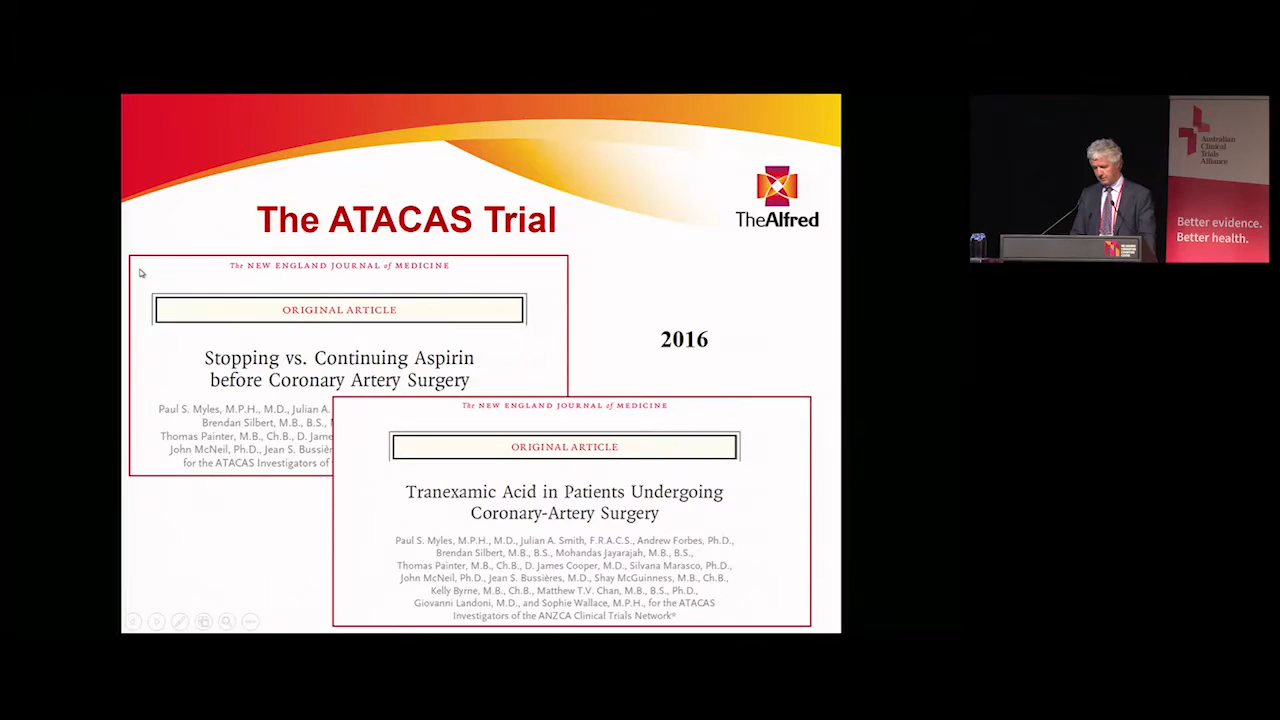 The ATACAS Trial
TheAlfred
The NEW ENGLAND JOURNAL of MEDICINE
ORIGINAL ARTICLE
Stopping vs. Continuing Aspirin
before Coronary Artery Surgery
Paul S. Myles, M.P.H., M.D., Julian A.
Brendan Silbert, M.B., B.S.,
Thomas Painter, M.B., Ch.B., D. Jame
John McNeil, Ph.D., Jean S. Bussiè
for the ATACAS Investigators of
2016
The NEW ENGLAND JOURNAL of MEDICINE
ORIGINAL ARTICLE
Tranexamic Acid in Patients Undergoing
Coronary-Artery Surgery
Paul S. Myles, M.P.H., M.D., Julian A. Smith, F.R.A.C.S., Andrew Forbes, Ph.D.,
Brendan Silbert, M.B., B.S., Mohandas Jayarajah, M.B., B.S.,
Thomas Painter, M.B., Ch.B., D. James Cooper, M.D., Silvana Marasco, Ph.D.,
John McNeil, Ph.D., Jean S. Bussières, M.D., Shay McGuinness, M.B., Ch.B.,
Kelly Byrne, M.B., Ch.B., Matthew T.V. Chan, M.B., B.S., Ph.D.,
Giovanni Landoni, M.D., and Sophie Wallace, M.P.H., for the ATACAS
Investigators of the ANZCA Clinical Trials Network*
Australian
Clinical
Trials
Alliance
Better evidence.
Better health.